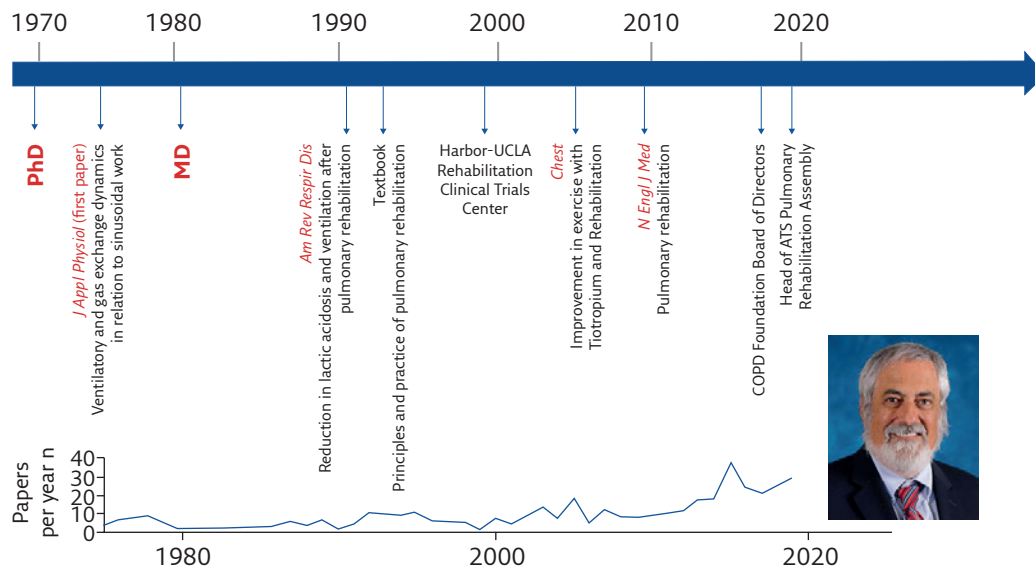 1970
1980
1990
2000
2010
2020
PhD
J Appl Physiol (first paper)
Ventilatory and gas exchange dynamics
in relation to sinusoidal work
MD
Am Rev Respir Dis
Reduction in lactic acidosis and ventilation after
pulmonary rehabilitation
Textbook
Principles and practice of pulmonary rehabilitation
Harbor-UCLA
Rehabilitation
Clinical Trials
Center
Chest
Improvement in exercise with
Tiotropium and Rehabilitation
N Engl J Med
Pulmonary rehabilitation
COPD Foundation Board of Directors
Head of ATS Pulmonary
Rehabilitation Assembly
Papers
per year n
40
30
20
10
0
1980
2000
2020